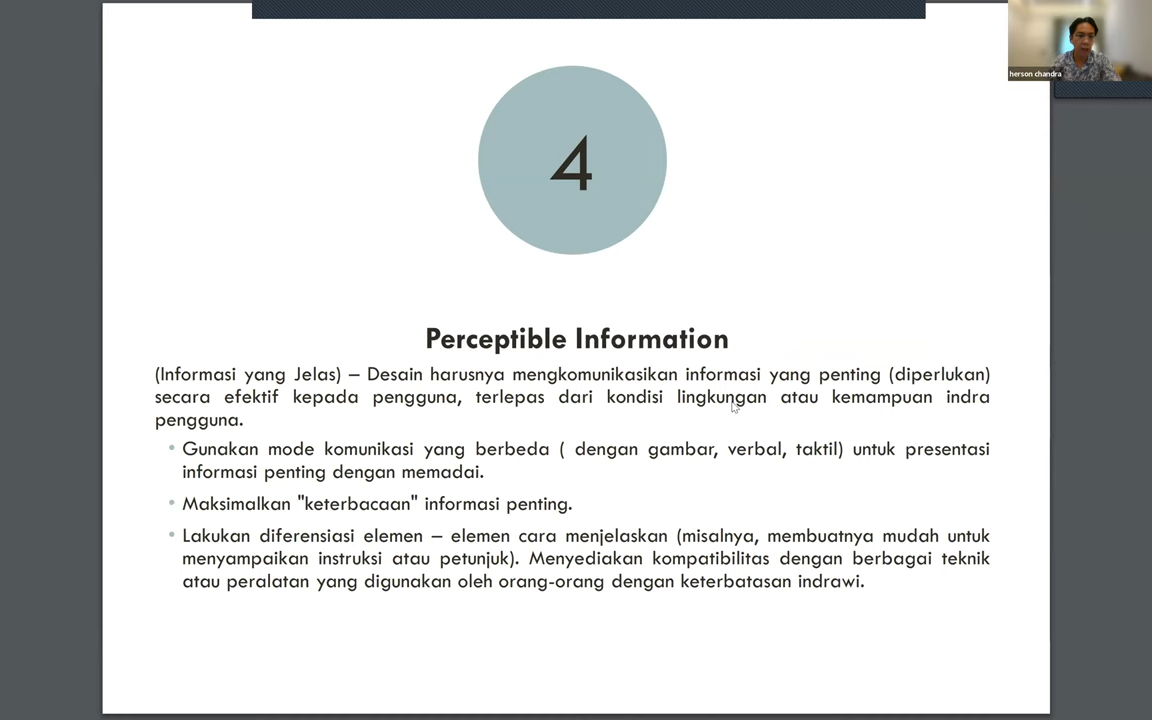 herson chandra
4
Perceptible Information
(Informasi yang Jelas) – Desain harusnya mengkomunikasikan informasi yang penting (diperlukan)
secara efektif kepada pengguna, terlepas dari kondisi lingkungan atau kemampuan indra
pengguna.
• Gunakan mode komunikasi yang berbeda ( dengan gambar, verbal, taktil) untuk presentasi
informasi penting dengan memadai.
• Maksimalkan "keterbacaan" informasi penting.
• Lakukan diferensiasi elemen – elemen cara menjelaskan (misalnya, membuatnya mudah untuk
menyampaikan instruksi atau petunjuk). Menyediakan kompatibilitas dengan berbagai teknik
atau peralatan yang digunakan oleh orang-orang dengan keterbatasan indrawi.